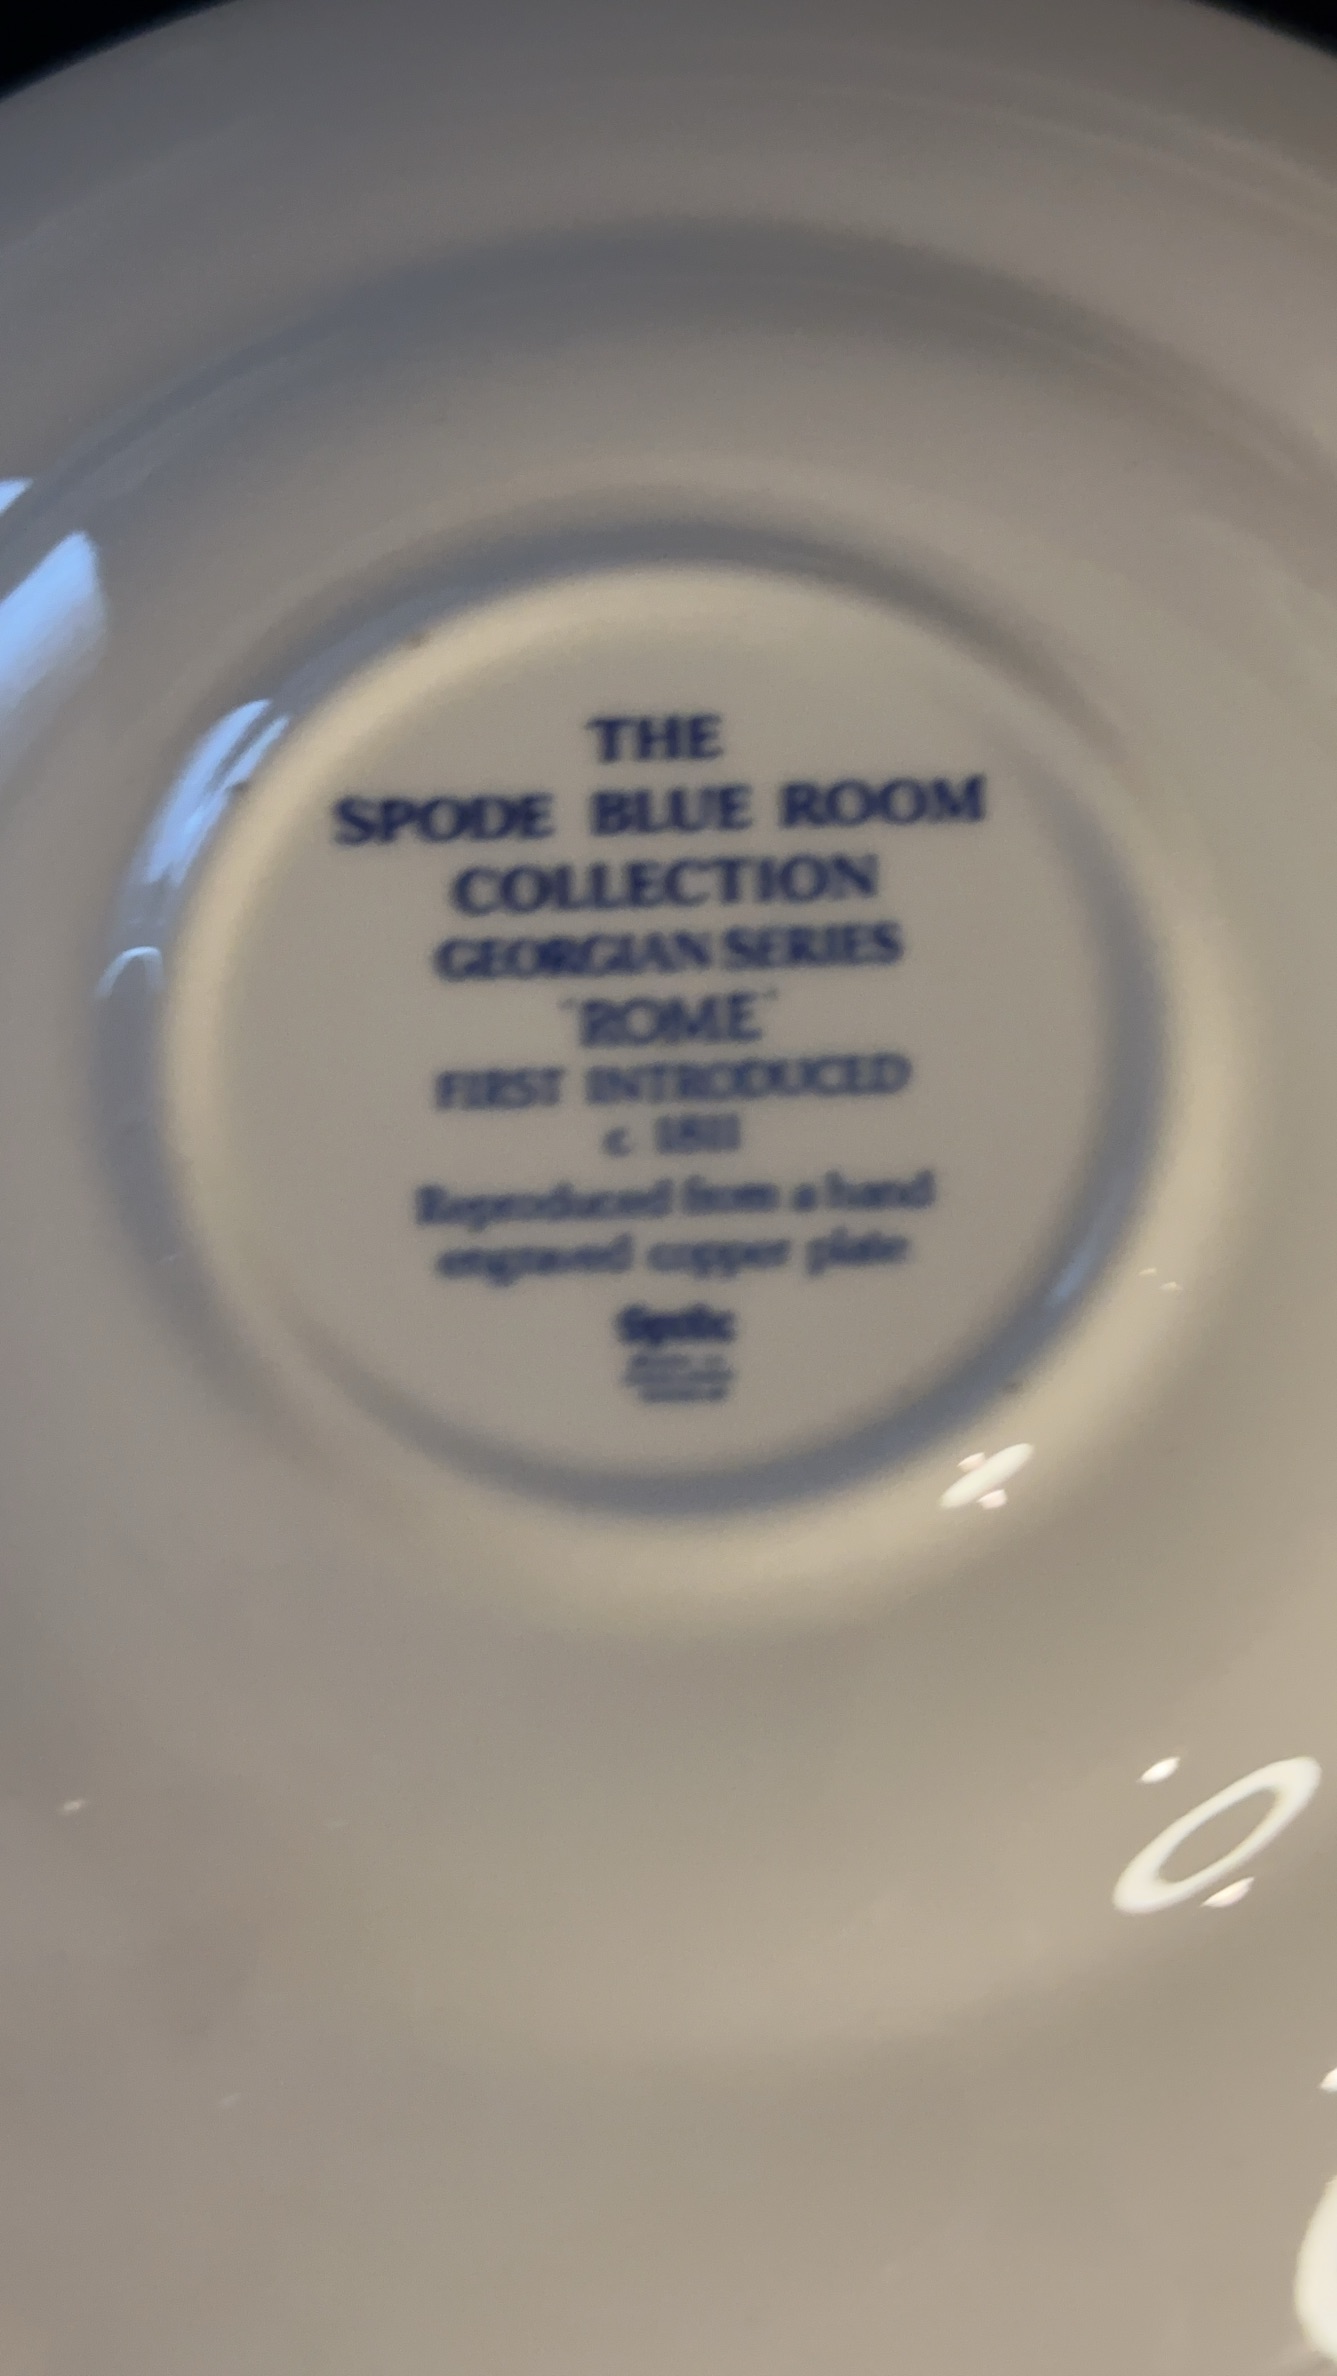 THE
SPODE BLUE ROOM
COLLECTION
GEORGIAN SERIES
"ROME"
FIRST INTRODUCED
c 1811
Reproduced from a hand
engraved copper plate
Spode